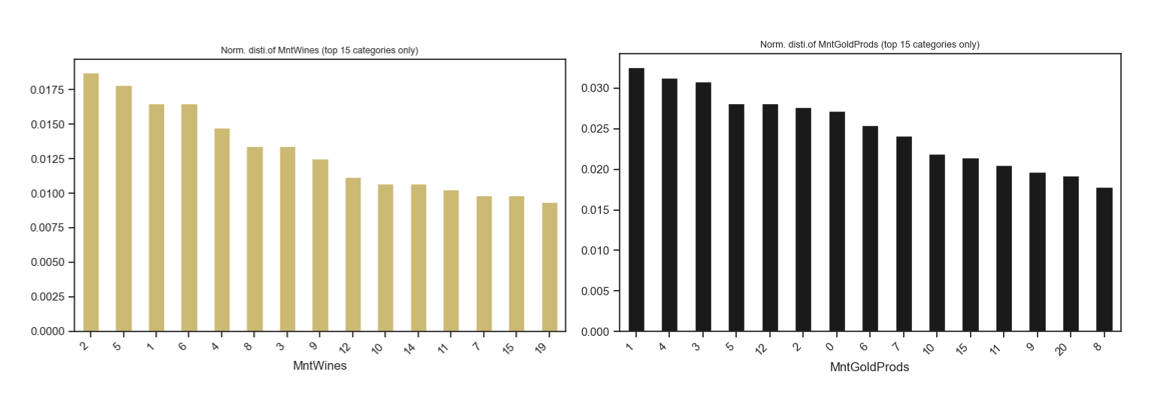 Norm. disti.of MntWines (top 15 categories only)
0.0175
0.0150
0.0125
0.0100
0.0075
0.0050
0.0025
0.0000
2 5 1 6 4 8 3 9 12 10 14 11 7 15 19
MntWines
Norm. disti.of MntGoldProds (top 15 categories only)
0.030
0.025
0.020
0.015
0.010
0.005
0.000
1 4 3 5 12 2 0 6 7 10 15 11 9 20 8
MntGoldProds